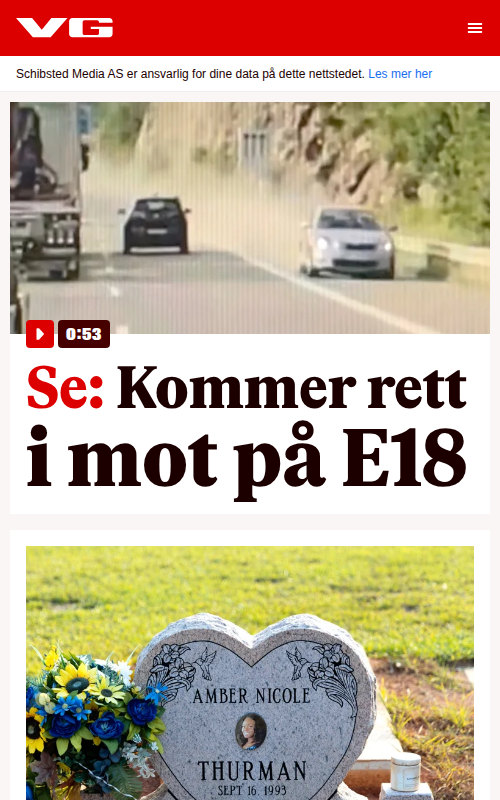 VG
Schibsted Media AS er ansvarlig for dine data på dette nettstedet. Les mer her
0:53
Se: Kommer rett
i mot på E18
AMBER NICOLE
THURMAN
SEPT 16, 1993